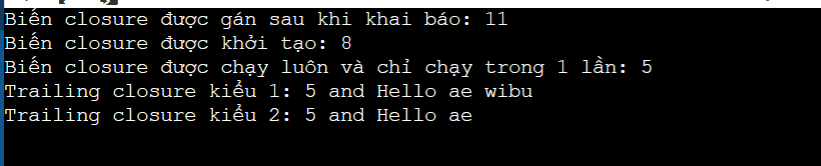 Biến closure được gán sau khi khai báo: 11
Biến closure được khởi tạo: 8
Biến closure được chạy luôn và chỉ chạy trong 1 lần: 5
Trailing closure kiểu 1: 5 and Hello ae wibu
Trailing closure kiểu 2: 5 and Hello ae